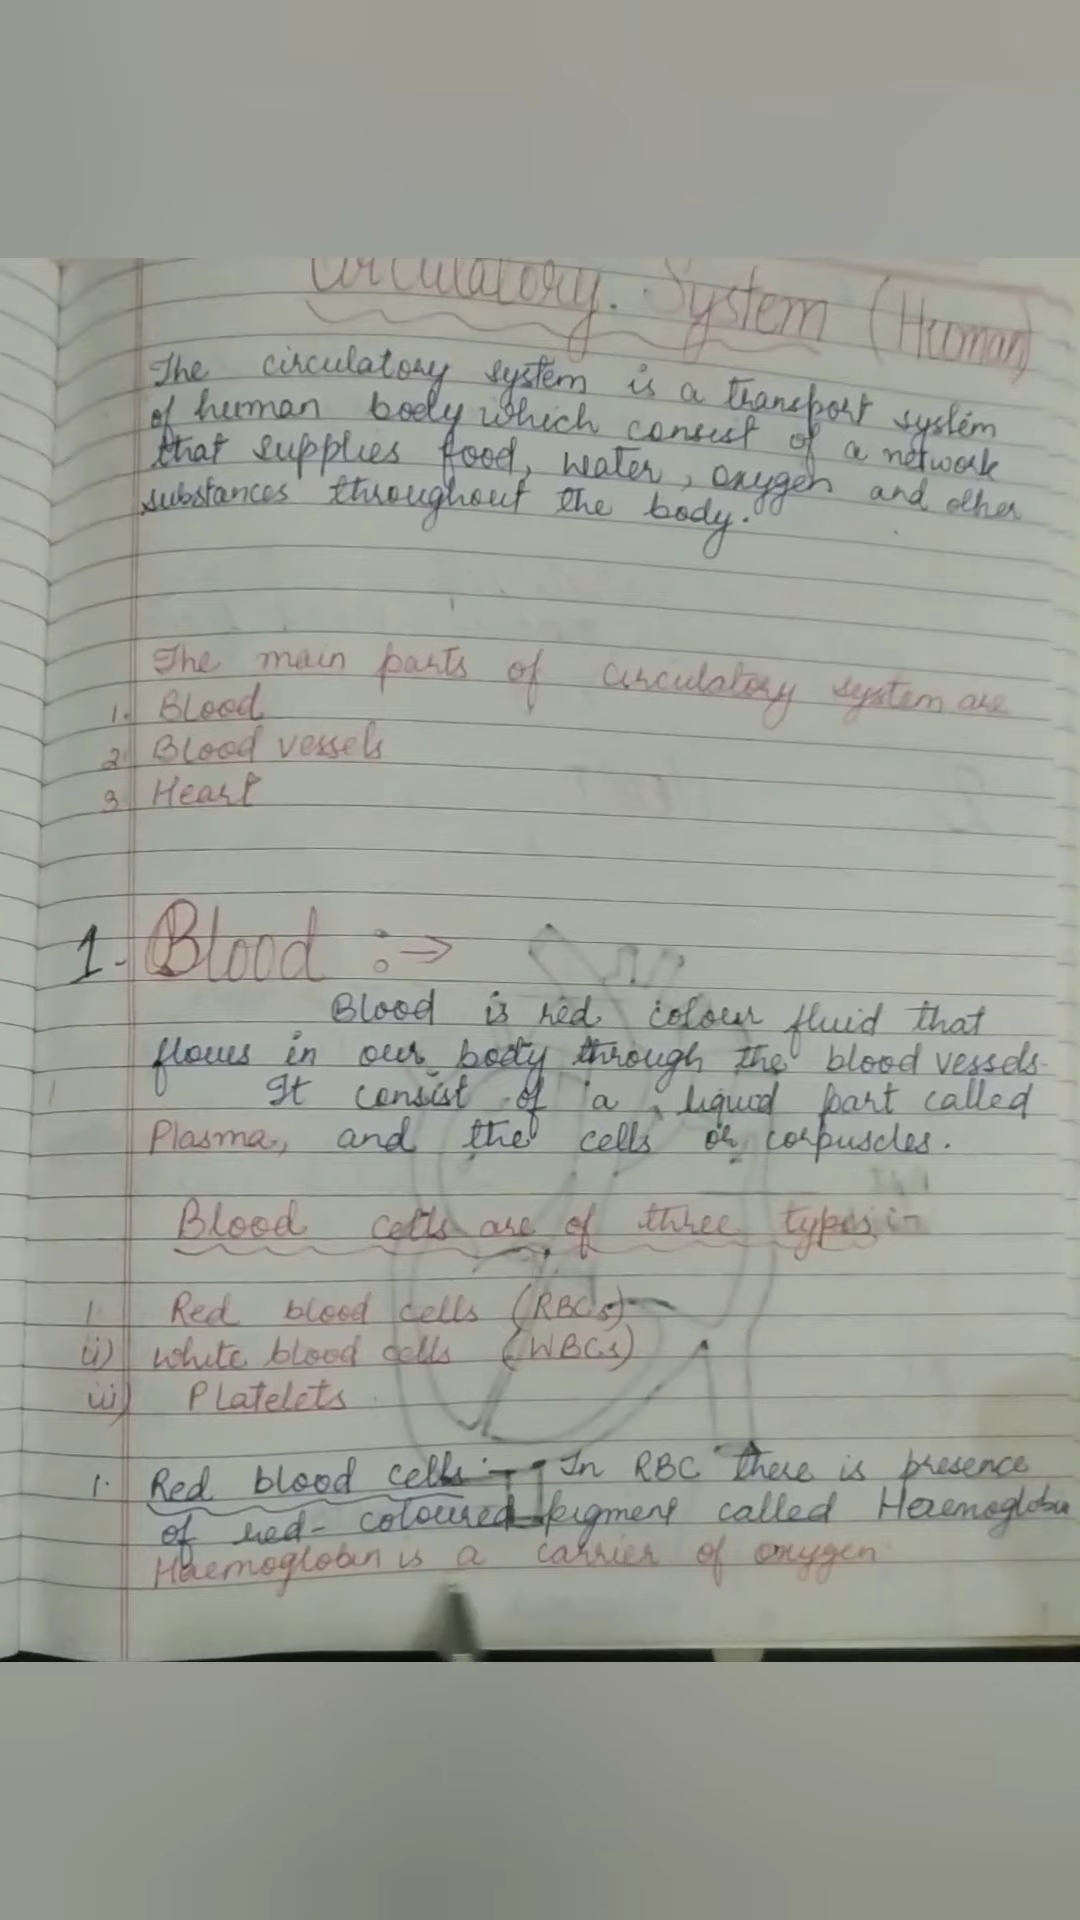 Circulatory System (Human)
The circulatory system is a transport system
of human body which consist of a network
that supplies food, water, oxygen and other
substances throughout the body.
The main parts of circulatory system are
1. Blood
2. Blood vessels
3 Heart
1. Blood :→
Blood is red colour fluid that
flows in our body through the blood vessels.
It consist of a liquid part called
Plasma, and the cells or corpuscles.
Blood cells are of three types :-
1. Red blood cells (RBCs)
ii) white blood cells (WBCs)
iii) Platelets
1. Red blood cells :- In RBC there is presence
of red-coloured pigment called Heamoglobin
Haemoglobin is a carrier of oxygen